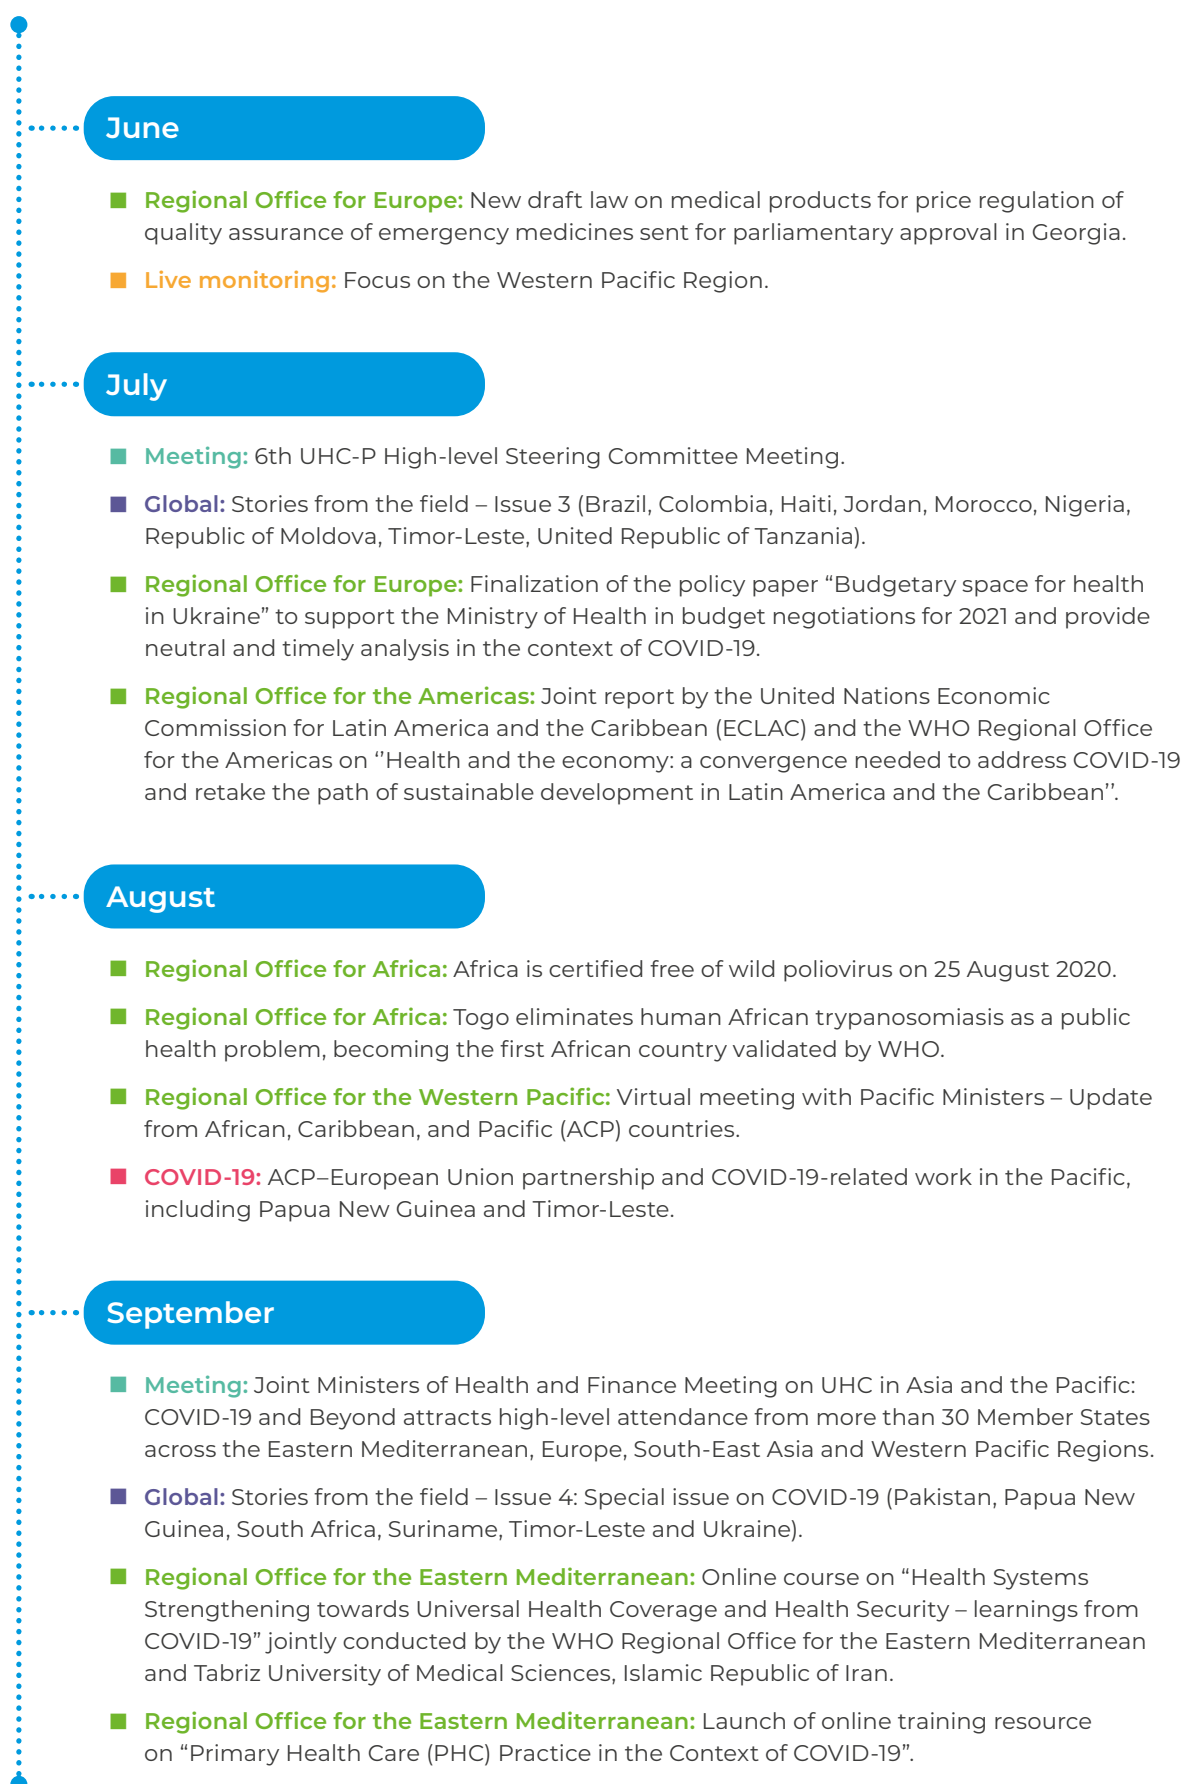 June
Regional Office for Europe: New draft law on medical products for price regulation of
quality assurance of emergency medicines sent for parliamentary approval in Georgia.
Live monitoring: Focus on the Western Pacific Region.
July
Meeting: 6th UHC-P High-level Steering Committee Meeting.
Global: Stories from the field – Issue 3 (Brazil, Colombia, Haiti, Jordan, Morocco, Nigeria,
Republic of Moldova, Timor-Leste, United Republic of Tanzania).
Regional Office for Europe: Finalization of the policy paper “Budgetary space for health
in Ukraine” to support the Ministry of Health in budget negotiations for 2021 and provide
neutral and timely analysis in the context of COVID-19.
Regional Office for the Americas: Joint report by the United Nations Economic
Commission for Latin America and the Caribbean (ECLAC) and the WHO Regional Office
for the Americas on ‘’Health and the economy: a convergence needed to address COVID-19
and retake the path of sustainable development in Latin America and the Caribbean’’.
August
Regional Office for Africa: Africa is certified free of wild poliovirus on 25 August 2020.
Regional Office for Africa: Togo eliminates human African trypanosomiasis as a public
health problem, becoming the first African country validated by WHO.
Regional Office for the Western Pacific: Virtual meeting with Pacific Ministers – Update
from African, Caribbean, and Pacific (ACP) countries.
COVID-19: ACP–European Union partnership and COVID-19-related work in the Pacific,
including Papua New Guinea and Timor-Leste.
September
Meeting: Joint Ministers of Health and Finance Meeting on UHC in Asia and the Pacific:
COVID-19 and Beyond attracts high-level attendance from more than 30 Member States
across the Eastern Mediterranean, Europe, South-East Asia and Western Pacific Regions.
Global: Stories from the field – Issue 4: Special issue on COVID-19 (Pakistan, Papua New
Guinea, South Africa, Suriname, Timor-Leste and Ukraine).
Regional Office for the Eastern Mediterranean: Online course on “Health Systems
Strengthening towards Universal Health Coverage and Health Security – learnings from
COVID-19” jointly conducted by the WHO Regional Office for the Eastern Mediterranean
and Tabriz University of Medical Sciences, Islamic Republic of Iran.
Regional Office for the Eastern Mediterranean: Launch of online training resource
on “Primary Health Care (PHC) Practice in the Context of COVID-19”.